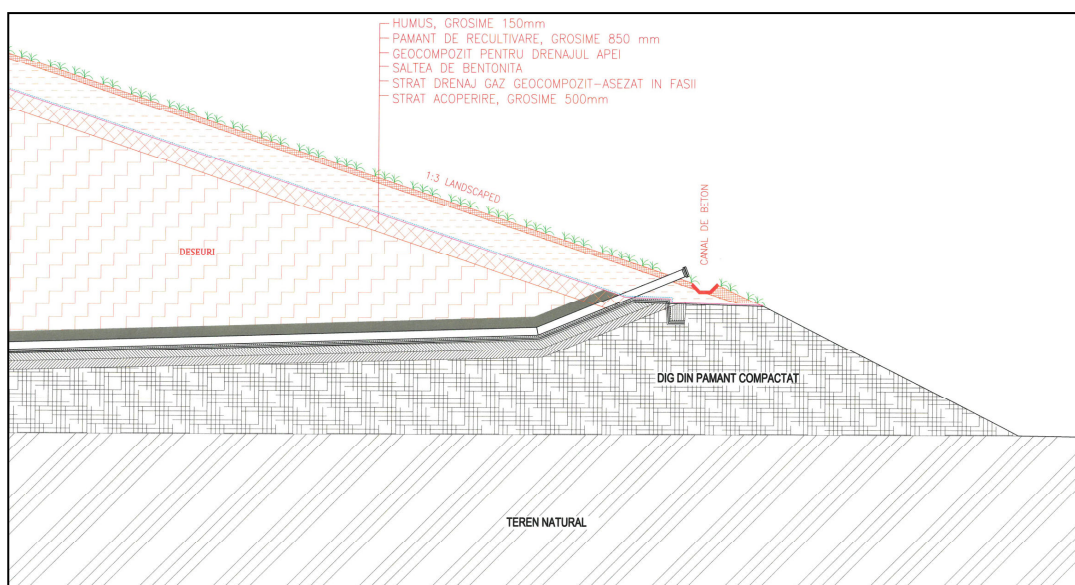 HUMUS, GROSIME 150mm
PAMANT DE RECULTIVARE, GROSIME 850 mm
GEOCOMPOZIT PENTRU DRENAJUL APEI
SALTEA DE BENTONITA
STRAT DRENAJ GAZ GEOCOMPOZIT-ASEZAT IN FASII
STRAT ACOPERIRE, GROSIME 500mm
1:3 LANDSCAPED
CANAL DE BETON
DESEURI
DIG DIN PAMANT COMPACTAT
TEREN NATURAL